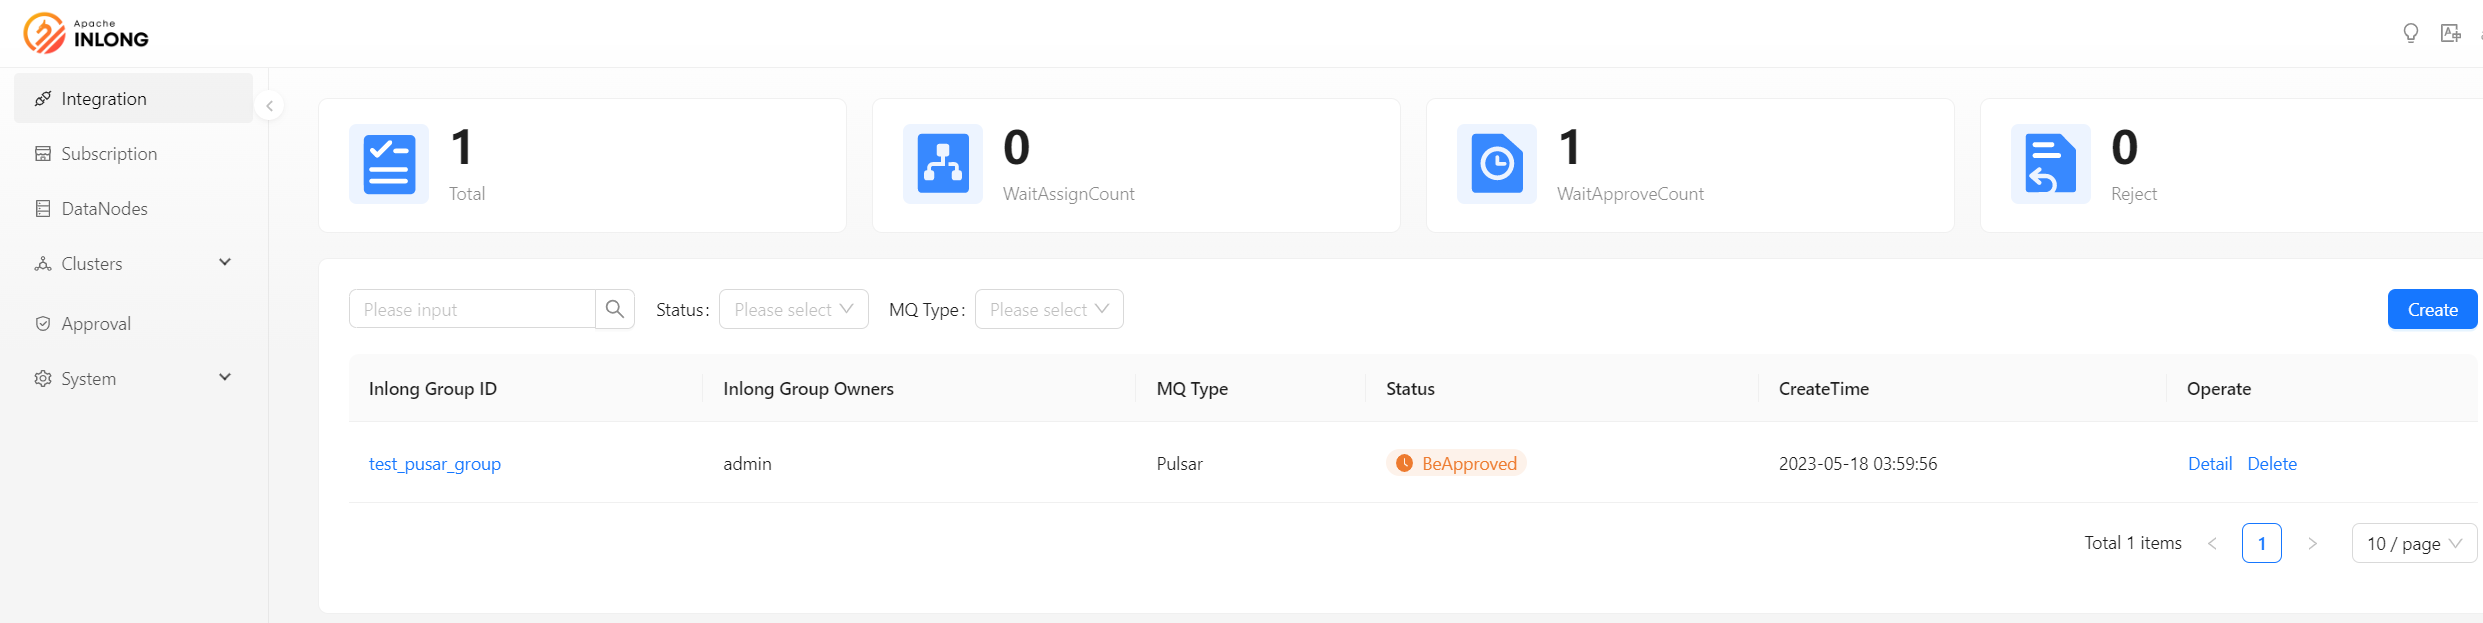 Apache
INLONG
Integration
Subscription
DataNodes
Clusters
Approval
System
1
Total
0
WaitAssignCount
1
WaitApproveCount
0
Reject
Please input
Status:
Please select
MQ Type:
Please select
Create
Inlong Group ID
Inlong Group Owners
MQ Type
Status
CreateTime
Operate
test_pusar_group
admin
Pulsar
BeApproved
2023-05-18 03:59:56
Detail
Delete
Total 1 items
<
1
>
10 / page